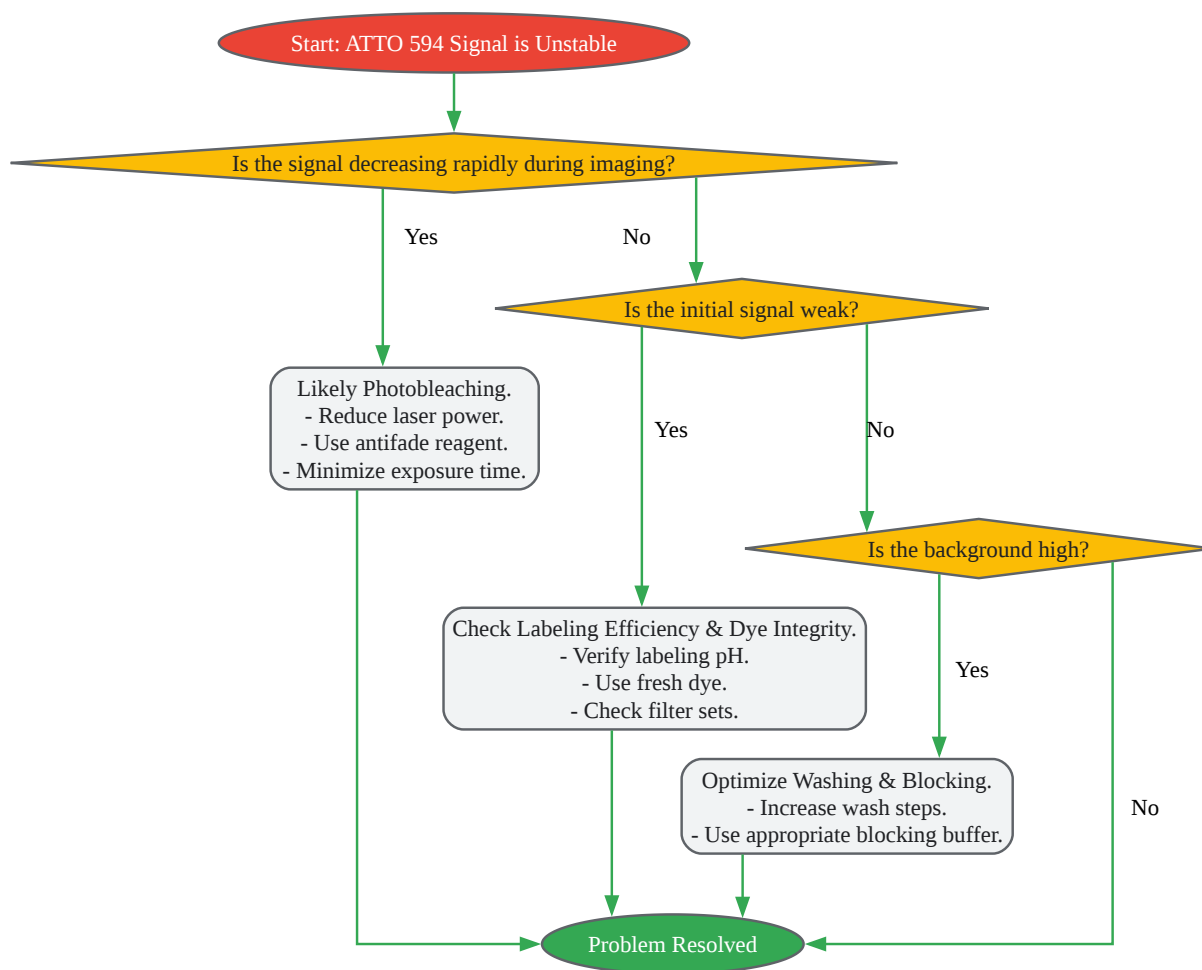 Start: ATTO 594 Signal is Unstable
Is the signal decreasing rapidly during imaging?
Yes
No
Is the initial signal weak?
Likely Photobleaching.
- Reduce laser power.
- Use antifade reagent.
- Minimize exposure time.
Yes
No
Is the background high?
Check Labeling Efficiency & Dye Integrity.
- Verify labeling pH.
- Use fresh dye.
- Check filter sets.
Yes
Optimize Washing & Blocking.
- Increase wash steps.
- Use appropriate blocking buffer.
No
Problem Resolved